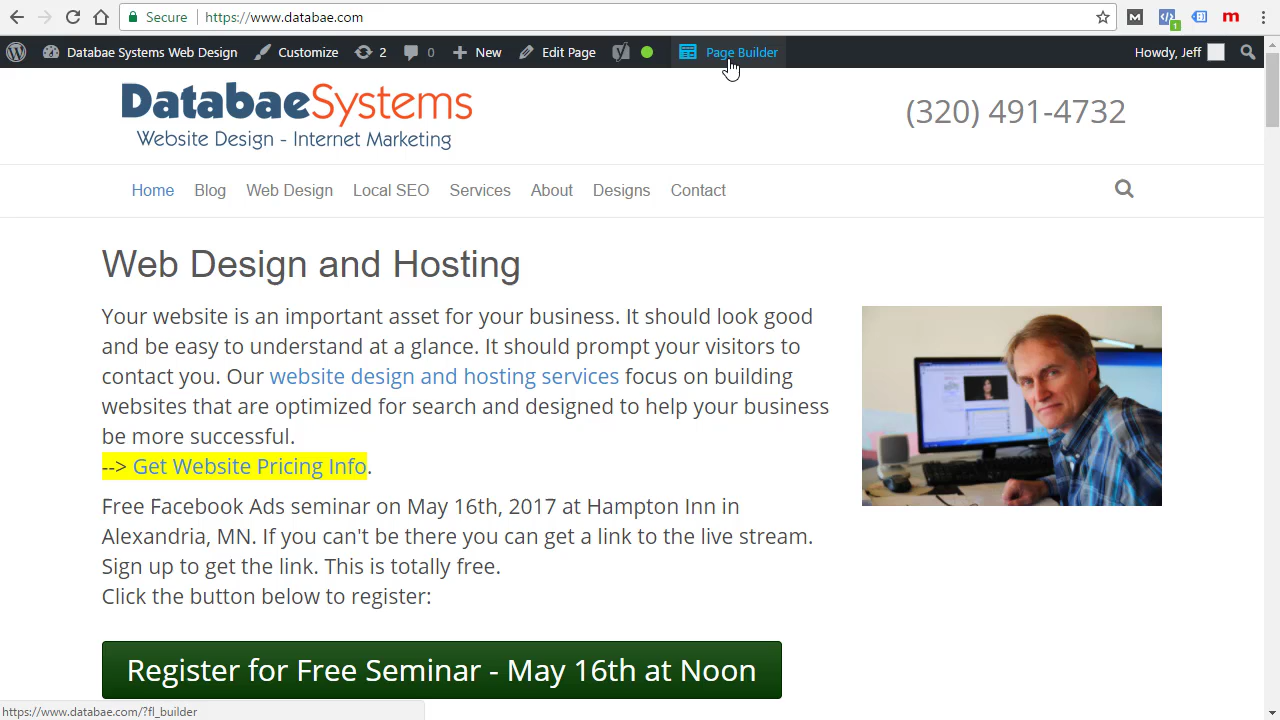 Secure https://www.databae.com
Databae Systems Web Design Customize 2 0 New Edit Page Page Builder Howdy, Jeff
DatabaeSystems
Website Design - Internet Marketing
(320) 491-4732
Home Blog Web Design Local SEO Services About Designs Contact
Web Design and Hosting
Your website is an important asset for your business. It should look good
and be easy to understand at a glance. It should prompt your visitors to
contact you. Our website design and hosting services focus on building
websites that are optimized for search and designed to help your business
be more successful.
--> Get Website Pricing Info.
Free Facebook Ads seminar on May 16th, 2017 at Hampton Inn in
Alexandria, MN. If you can't be there you can get a link to the live stream.
Sign up to get the link. This is totally free.
Click the button below to register:
Register for Free Seminar - May 16th at Noon
https://www.databae.com/?fl_builder